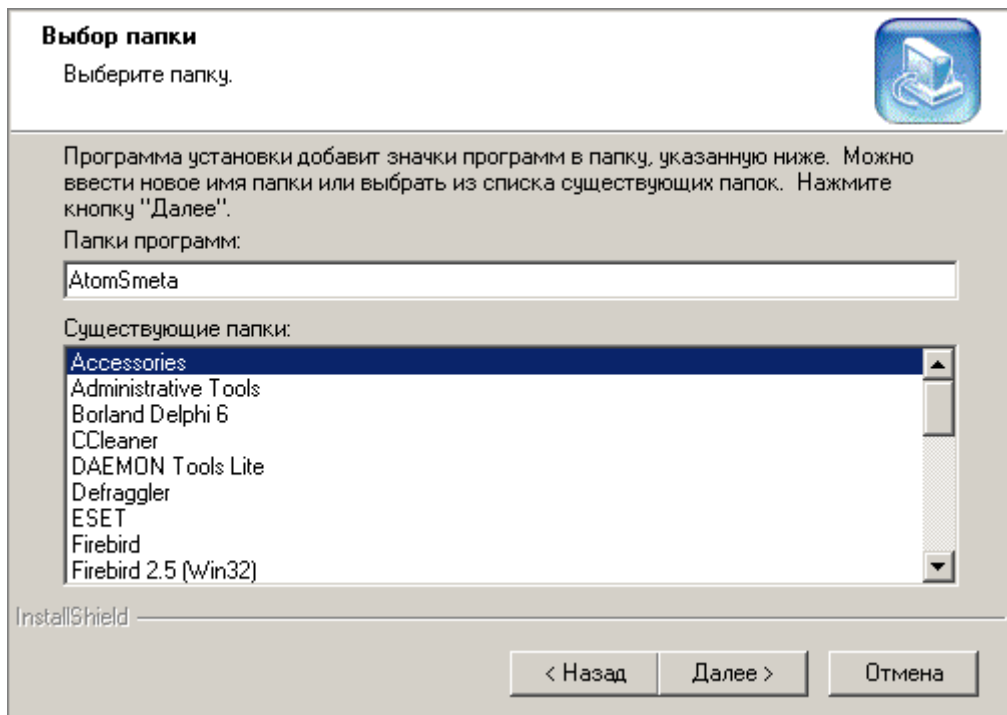 Выбор папки
Выберите папку.
Программа установки добавит значки программ в папку, указанную ниже.  Можно
ввести новое имя папки или выбрать из списка существующих папок.  Нажмите
кнопку "Далее".
Папки программ:
AtomSmeta
Существующие папки:
Accessories
Administrative Tools
Borland Delphi 6
CCleaner
DAEMON Tools Lite
Defraggler
ESET
Firebird
Firebird 2.5 (Win32)
InstallShield
< Назад Далее > Отмена